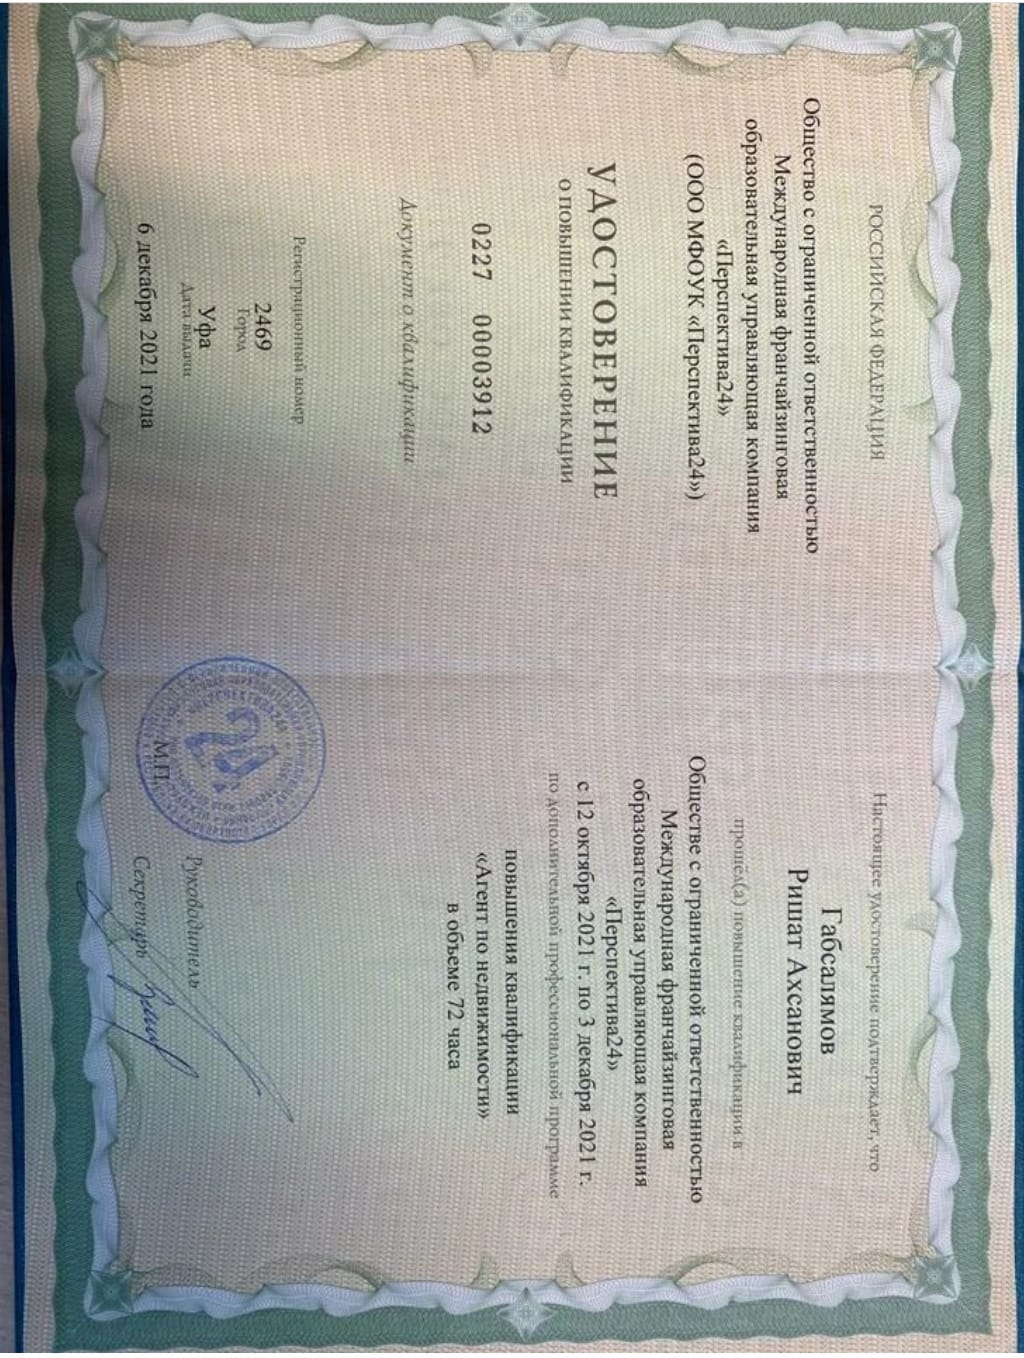 РОССИЙСКАЯ ФЕДЕРАЦИЯ
Общество с ограниченной ответственностью
Международная франчайзинговая
образовательная управляющая компания
«Перспектива24»
(ООО МФОУК «Перспектива24»)
УДОСТОВЕРЕНИЕ
О ПОВЫШЕНИИ КВАЛИФИКАЦИИ
0227 00003912
Документ о квалификации
Регистрационный номер
2469
Город
Уфа
Дата выдачи
6 декабря 2021 года
Настоящее удостоверение подтверждает, что
Габсалямов
Ришат Ахсанович
прошёл(а) повышение квалификации в
Обществе с ограниченной ответственностью
Международная франчайзинговая
образовательная управляющая компания
«Перспектива24»
с 12 октября 2021 г. по 3 декабря 2021 г.
по дополнительной профессиональной программе
повышения квалификации
«Агент по недвижимости»
в объеме 72 часа
Руководитель
М.П.
Секретарь
24